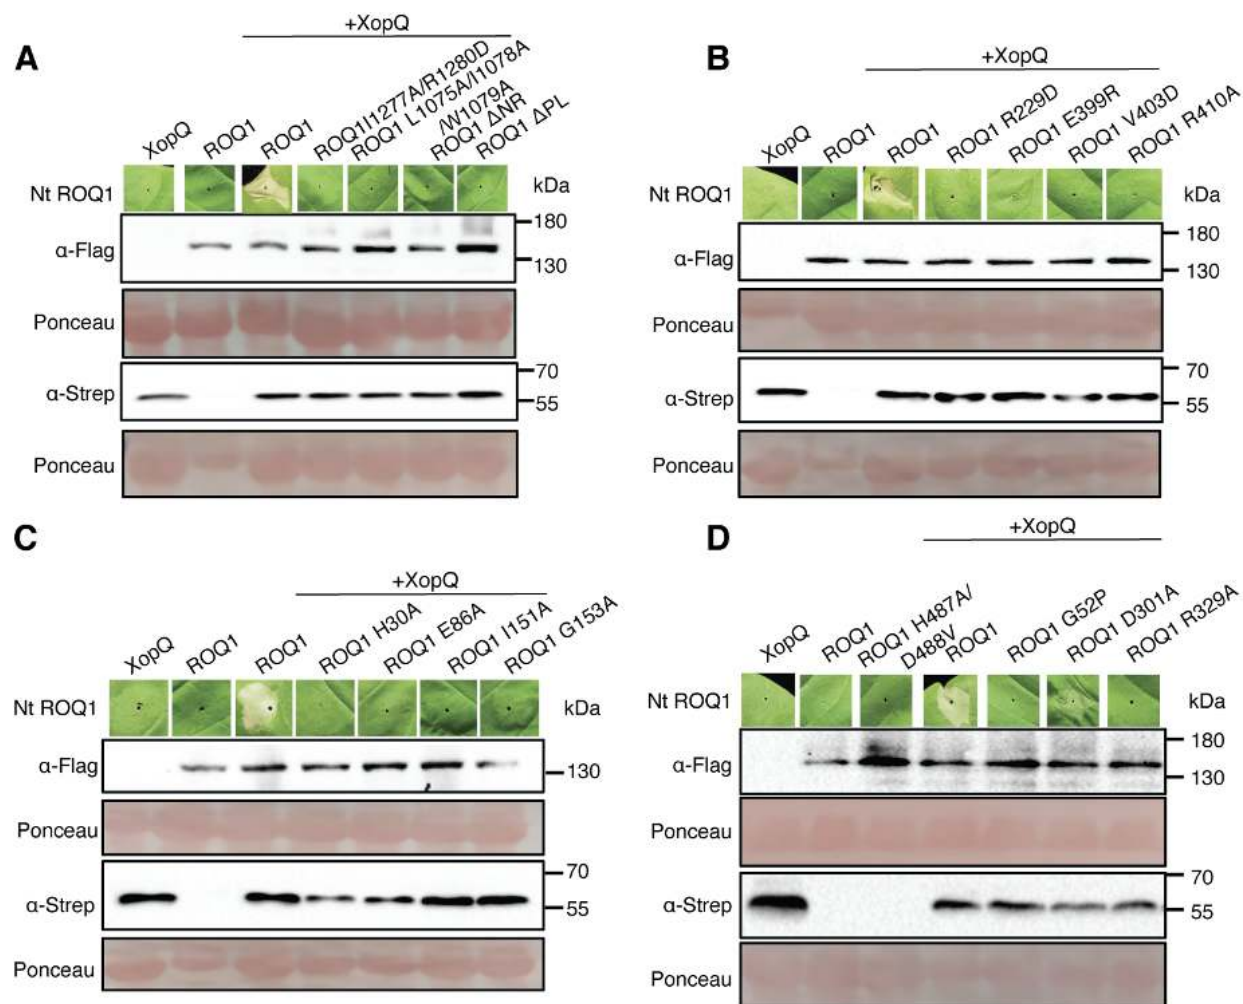 A
+XopQ
XopQ
ROQ1
ROQ1
ROQ1I1277A/R1280D
ROQ1 L1075A/I1078A
/W1079A
ROQ1 ΔNR
ROQ1 ΔPL
Nt ROQ1
kDa
α-Flag
180
130
Ponceau
α-Strep
70
55
Ponceau
B
+XopQ
XopQ
ROQ1
ROQ1
ROQ1 R229D
ROQ1 E399R
ROQ1 V403D
ROQ1 R410A
Nt ROQ1
kDa
α-Flag
180
130
Ponceau
α-Strep
70
55
Ponceau
C
+XopQ
XopQ
ROQ1
ROQ1
ROQ1 H30A
ROQ1 E86A
ROQ1 I151A
ROQ1 G153A
Nt ROQ1
kDa
α-Flag
130
Ponceau
α-Strep
70
55
Ponceau
D
+XopQ
XopQ
ROQ1
ROQ1 H487A/
D488V
ROQ1
ROQ1 G52P
ROQ1 D301A
ROQ1 R329A
Nt ROQ1
kDa
α-Flag
180
130
Ponceau
α-Strep
70
55
Ponceau